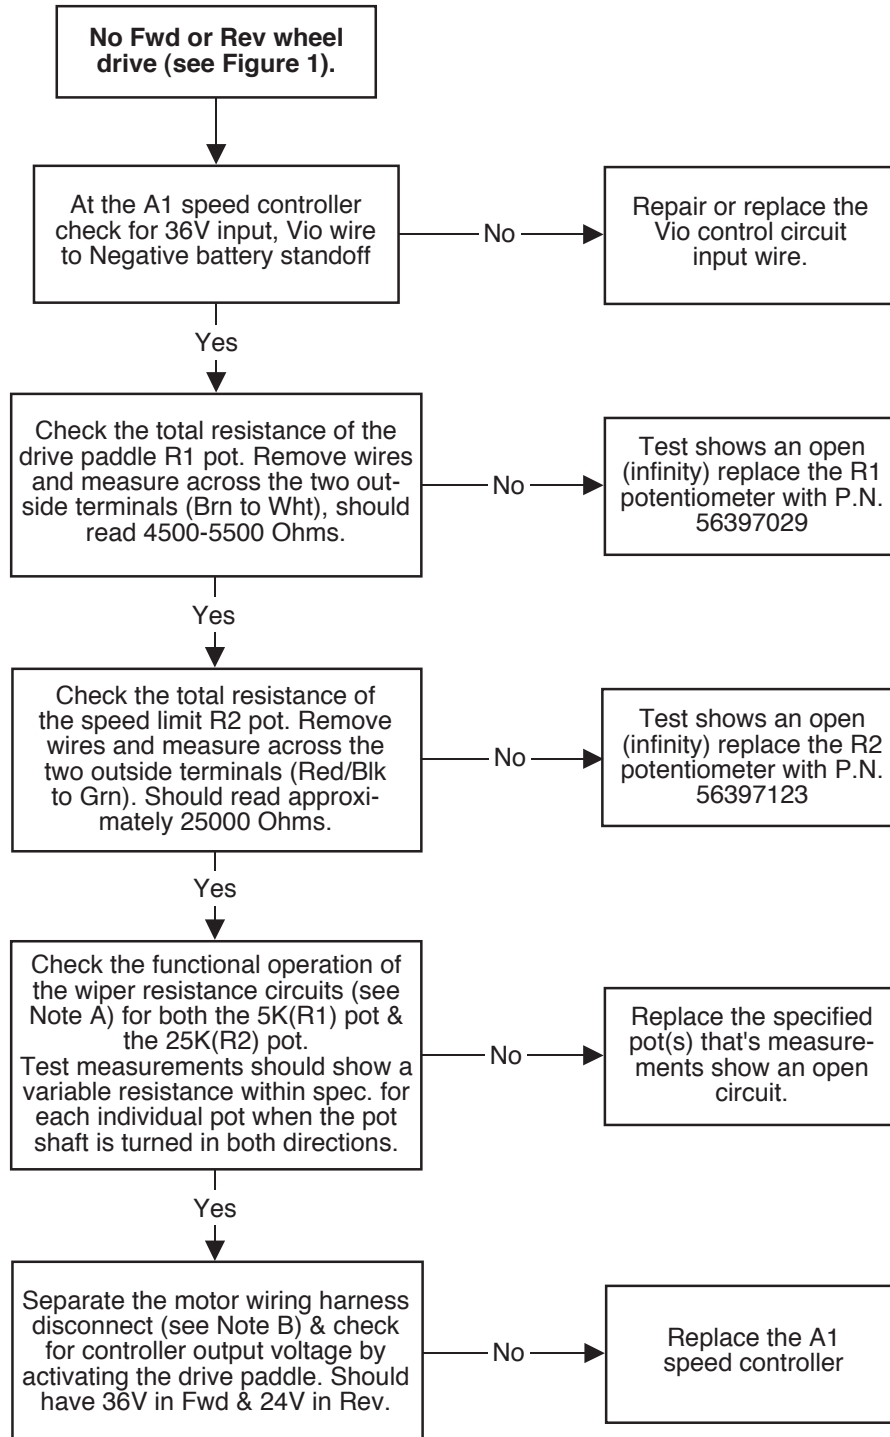 No Fwd or Rev wheel
drive (see Figure 1).
At the A1 speed controller
check for 36V input, Vio wire
to Negative battery standoff
No
Repair or replace the
Vio control circuit
input wire.
Yes
Check the total resistance of the
drive paddle R1 pot. Remove wires
and measure across the two out-
side terminals (Brn to Wht), should
read 4500-5500 Ohms.
No
Test shows an open
(infinity) replace the R1
potentiometer with P.N.
56397029
Yes
Check the total resistance of
the speed limit R2 pot. Remove
wires and measure across the
two outside terminals (Red/Blk
to Grn). Should read approxi-
mately 25000 Ohms.
No
Test shows an open
(infinity) replace the R2
potentiometer with P.N.
56397123
Yes
Check the functional operation of
the wiper resistance circuits (see
Note A) for both the 5K(R1) pot &
the 25K(R2) pot.
Test measurements should show a
variable resistance within spec. for
each individual pot when the pot
shaft is turned in both directions.
No
Replace the specified
pot(s) that's measure-
ments show an open
circuit.
Yes
Separate the motor wiring harness
disconnect (see Note B) & check
for controller output voltage by
activating the drive paddle. Should
have 36V in Fwd & 24V in Rev.
No
Replace the A1
speed controller